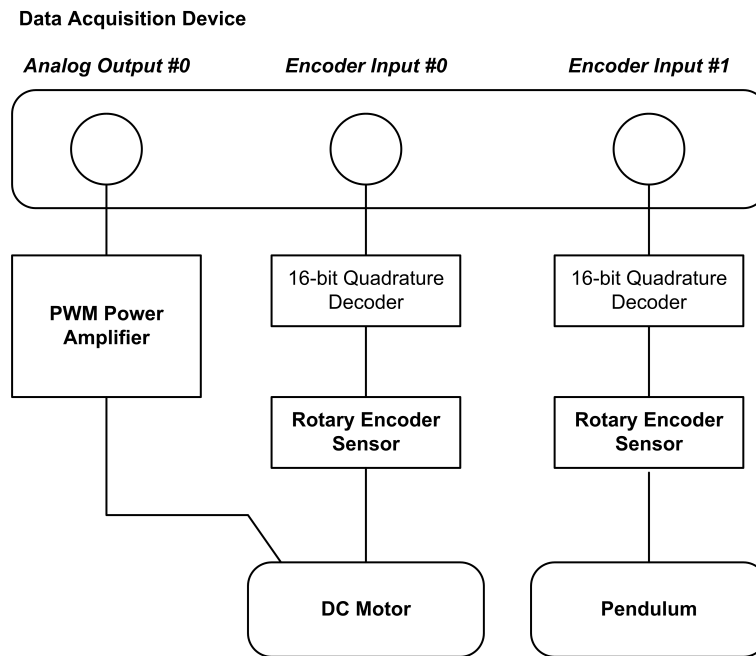 Data Acquisition Device
Analog Output #0
Encoder Input #0
Encoder Input #1
PWM Power
Amplifier
16-bit Quadrature
Decoder
16-bit Quadrature
Decoder
Rotary Encoder
Sensor
Rotary Encoder
Sensor
DC Motor
Pendulum